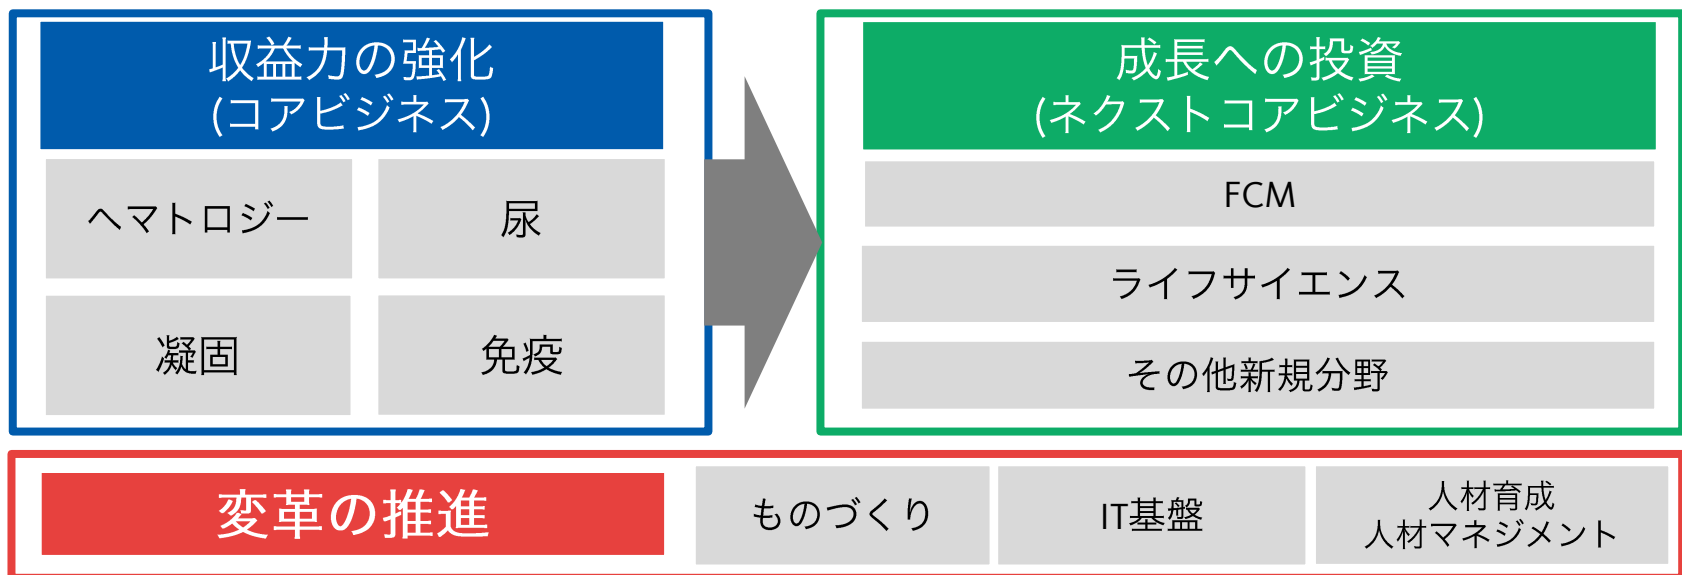 収益力の強化
(コアビジネス)
ヘマトロジー
尿
凝固
免疫
成長への投資
(ネクストコアビジネス)
FCM
ライフサイエンス
その他新規分野
変革の推進
ものづくり
IT基盤
人材育成
人材マネジメント